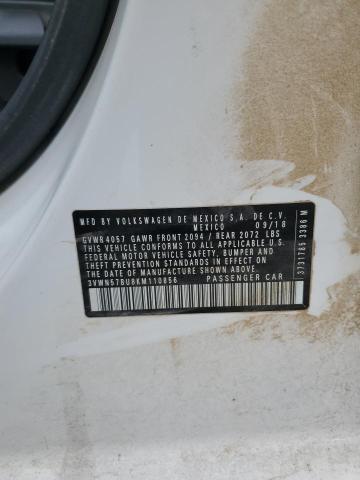 MFD BY VOLKSWAGEN DE MEXICO S.A. DE C.V.
MEXICO 09/18
GVWR 4057 GAWR FRONT 2094 / REAR 2072 LBS
THIS VEHICLE CONFORMS TO ALL APPLICABLE U.S.
FEDERAL MOTOR VEHICLE SAFETY, BUMPER AND
THEFT PREVENTION STANDARDS IN EFFECT ON
THE DATE OF MANUFACTURE SHOWN ABOVE.
3VWN57BU8KM110856 PASSENGER CAR
3731785 3386 M